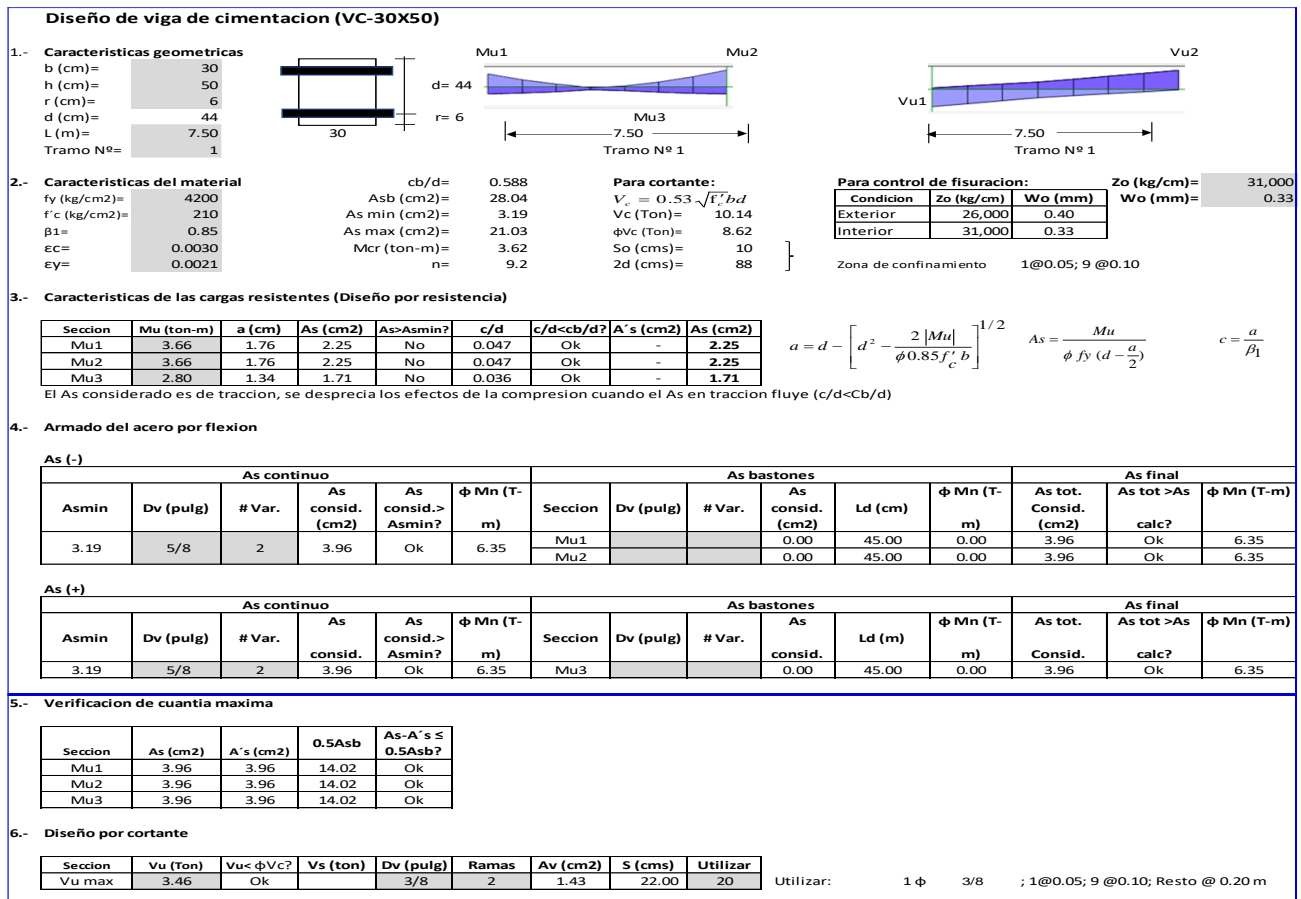 Diseño de viga de cimentacion (VC-30X50)
1.- Caracteristicas geometricas Mu1 Mu2 Vu2
b (cm)= 30
h (cm)= 50 d= 44
r (cm)= 6 Vu1
d (cm)= 44 r= 6 Mu3
L (m)= 7.50 30 7.50 7.50
Tramo Nº= 1 Tramo Nº 1 Tramo Nº 1
2.- Caracteristicas del material cb/d= 0.588 Para cortante: Para control de fisuracion: Zo (kg/cm)= 31,000
fy (kg/cm2)= 4200 Asb (cm2)= 28.04 V_c = 0.53 √f'_c bd Condicion Zo (kg/cm) Wo (mm) Wo (mm)= 0.33
f´c (kg/cm2)= 210 As min (cm2)= 3.19 Vc (Ton)= 10.14 Exterior 26,000 0.40
β1= 0.85 As max (cm2)= 21.03 ϕVc (Ton)= 8.62 Interior 31,000 0.33
εc= 0.0030 Mcr (ton-m)= 3.62 So (cms)= 10
εy= 0.0021 n= 9.2 2d (cms)= 88 Zona de confinamiento 1@0.05; 9 @0.10
3.- Caracteristicas de las cargas resistentes (Diseño por resistencia)
Seccion Mu (ton-m) a (cm) As (cm2) As>Asmin? c/d c/d<cb/d? A´s (cm2) As (cm2)
Mu1 3.66 1.76 2.25 No 0.047 Ok - 2.25
Mu2 3.66 1.76 2.25 No 0.047 Ok - 2.25
Mu3 2.80 1.34 1.71 No 0.036 Ok - 1.71
a = d - [d² - 2 |Mu| / ϕ0.85f'_c b]^1/2 As = Mu / ϕ fy (d - a/2) c = a/β1
El As considerado es de traccion, se desprecia los efectos de la compresion cuando el As en traccion fluye (c/d<Cb/d)
4.- Armado del acero por flexion
As (-)
As continuo As bastones As final
Asmin Dv (pulg) # Var. As consid. (cm2) As consid.> Asmin? ϕ Mn (T-m) Seccion Dv (pulg) # Var. As consid. (cm2) Ld (cm) ϕ Mn (T-m) As tot. Consid. (cm2) As tot >As calc? ϕ Mn (T-m)
3.19 5/8 2 3.96 Ok 6.35 Mu1 0.00 45.00 0.00 3.96 Ok 6.35
Mu2 0.00 45.00 0.00 3.96 Ok 6.35
As (+)
As continuo As bastones As final
Asmin Dv (pulg) # Var. As consid. As consid.> Asmin? ϕ Mn (T-m) Seccion Dv (pulg) # Var. As consid. Ld (m) ϕ Mn (T-m) As tot. Consid. As tot >As calc? ϕ Mn (T-m)
3.19 5/8 2 3.96 Ok 6.35 Mu3 0.00 45.00 0.00 3.96 Ok 6.35
5.- Verificacion de cuantia maxima
Seccion As (cm2) A´s (cm2) 0.5Asb As-A´s ≤ 0.5Asb?
Mu1 3.96 3.96 14.02 Ok
Mu2 3.96 3.96 14.02 Ok
Mu3 3.96 3.96 14.02 Ok
6.- Diseño por cortante
Seccion Vu (Ton) Vu< ϕVc? Vs (ton) Dv (pulg) Ramas Av (cm2) S (cms) Utilizar
Vu max 3.46 Ok 3/8 2 1.43 22.00 20 Utilizar: 1 ϕ 3/8 ; 1@0.05; 9 @0.10; Resto @ 0.20 m